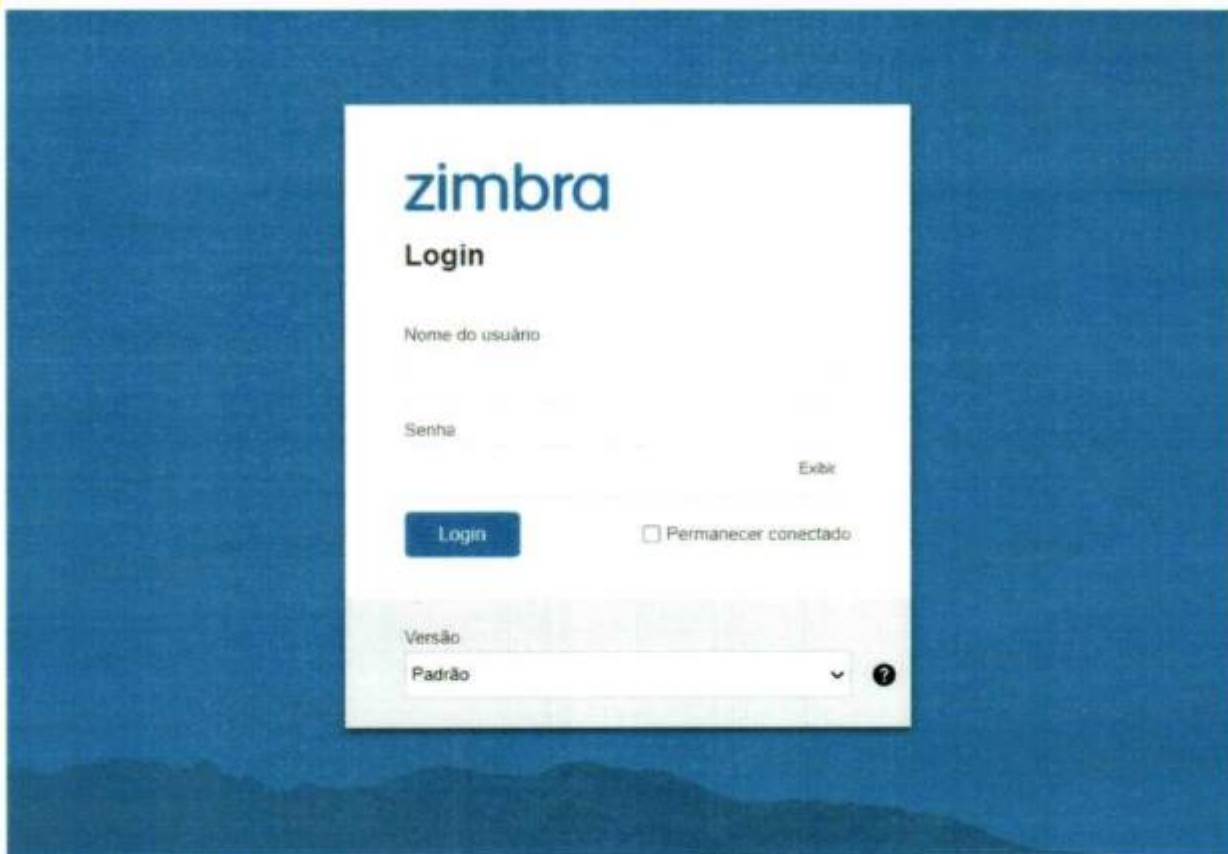 zimbra
Login
Nome do usuário
Senha
Exibir
Login
Permanecer conectado
Versão
Padrão
?